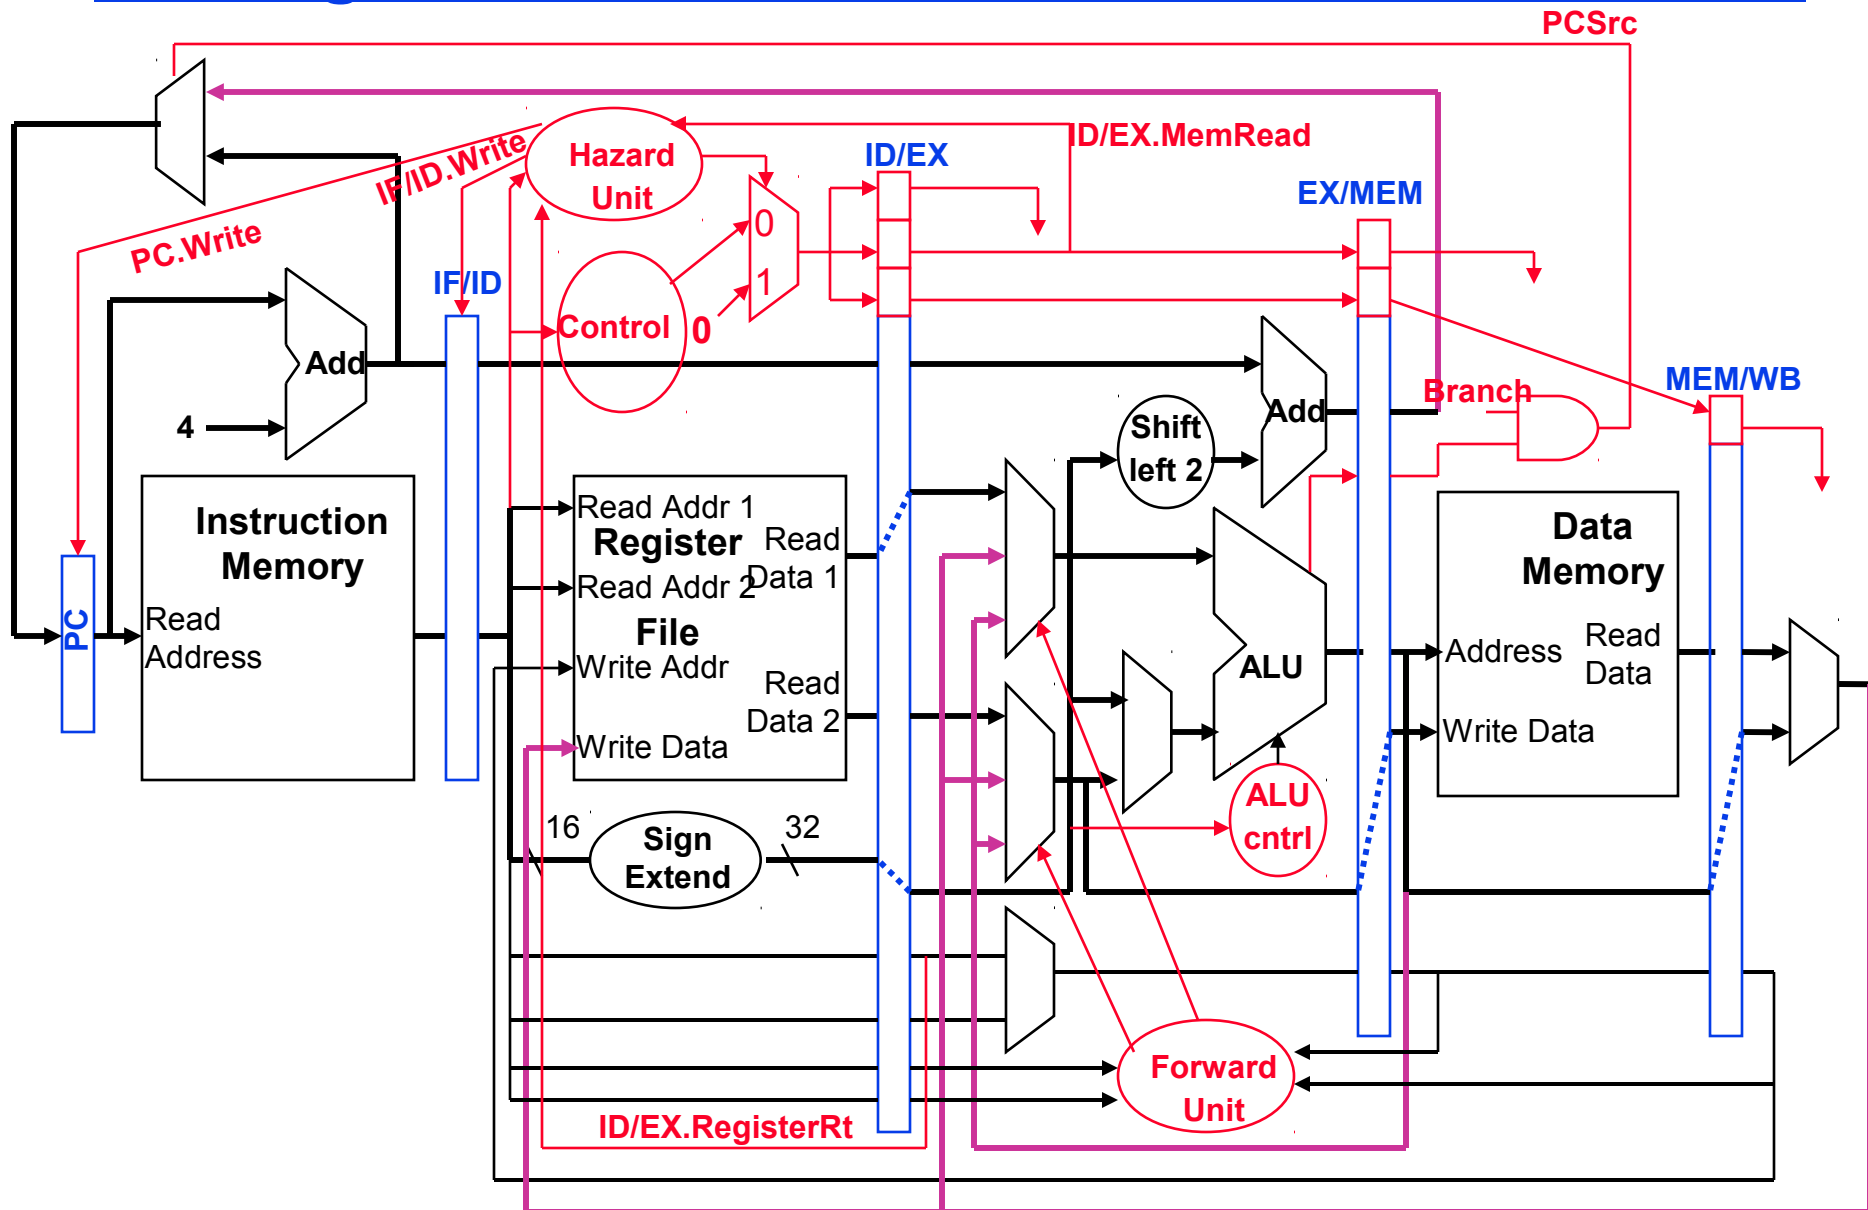 PCSrc
ID/EX.MemRead
Hazard
Unit
ID/EX
IF/ID.Write
PC.Write
EX/MEM
0
1
IF/ID
Control
0
Add
4
Shift
left 2
Add
Branch
MEM/WB
Instruction
Memory
Read
Address
PC
Read Addr 1
Register
Read
Data 1
Read Addr 2
File
Write Addr
Read
Data 2
Write Data
ALU
ALU
cntrl
Data
Memory
Address
Read
Data
Write Data
16
Sign
Extend
32
Forward
Unit
ID/EX.RegisterRt